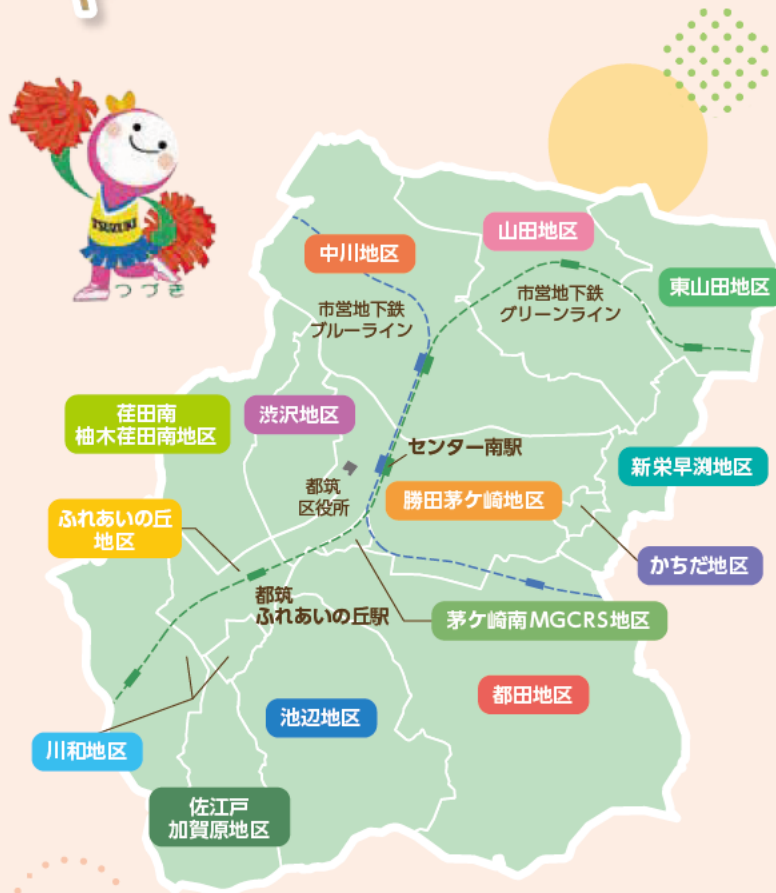 TSUZUKI
つづき
中川地区
山田地区
東山田地区
市営地下鉄
ブルーライン
市営地下鉄
グリーンライン
荏田南
柚木荏田南地区
渋沢地区
センター南駅
新栄早渕地区
都筑
区役所
勝田茅ケ崎地区
ふれあいの丘
地区
かちだ地区
都筑
ふれあいの丘駅
茅ケ崎南MGCRS地区
都田地区
池辺地区
川和地区
佐江戸
加賀原地区